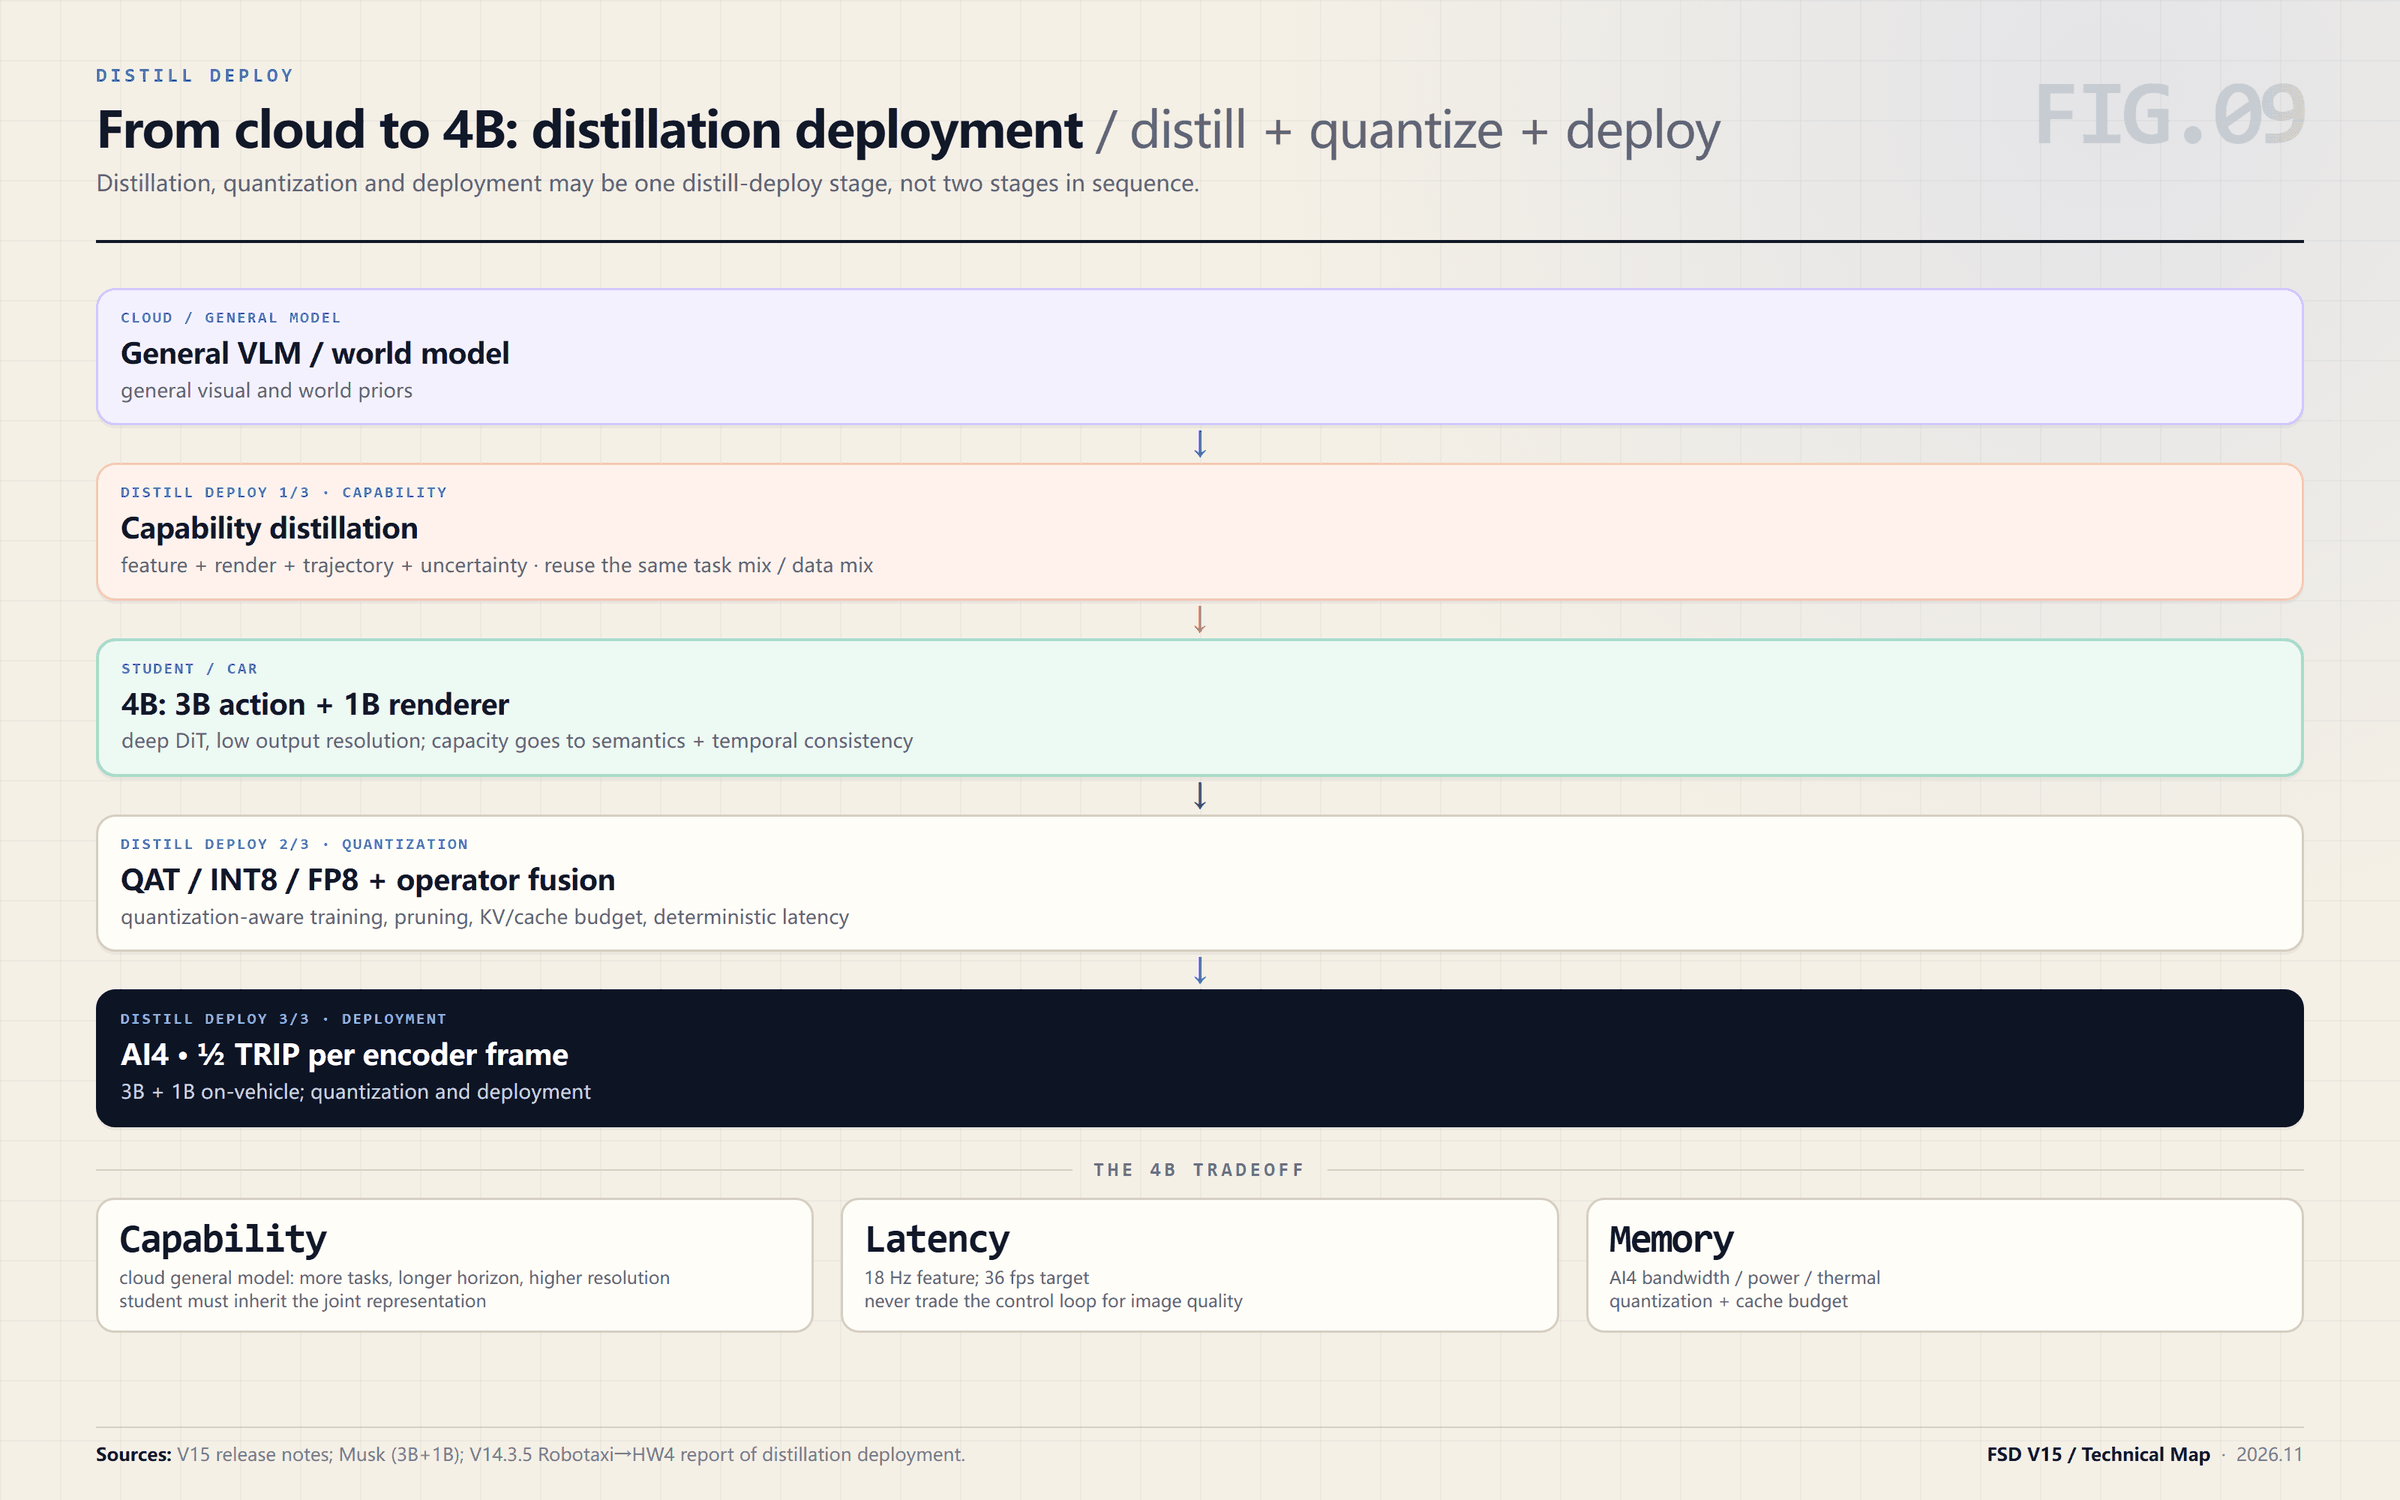 DISTILL DEPLOY
FIG.09
From cloud to 4B: distillation deployment / distill + quantize + deploy
Distillation, quantization and deployment may be one distill-deploy stage, not two stages in sequence.
CLOUD / GENERAL MODEL
General VLM / world model
general visual and world priors
↓
DISTILL DEPLOY 1/3 · CAPABILITY
Capability distillation
feature + render + trajectory + uncertainty · reuse the same task mix / data mix
↓
STUDENT / CAR
4B: 3B action + 1B renderer
deep DiT, low output resolution; capacity goes to semantics + temporal consistency
↓
DISTILL DEPLOY 2/3 · QUANTIZATION
QAT / INT8 / FP8 + operator fusion
quantization-aware training, pruning, KV/cache budget, deterministic latency
↓
DISTILL DEPLOY 3/3 · DEPLOYMENT
AI4 • ½ TRIP per encoder frame
3B + 1B on-vehicle; quantization and deployment
THE 4B TRADEOFF
Capability
cloud general model: more tasks, longer horizon, higher resolution
student must inherit the joint representation
Latency
18 Hz feature; 36 fps target
never trade the control loop for image quality
Memory
AI4 bandwidth / power / thermal
quantization + cache budget
Sources: V15 release notes; Musk (3B+1B); V14.3.5 Robotaxi→HW4 report of distillation deployment.
FSD V15 / Technical Map · 2026.11